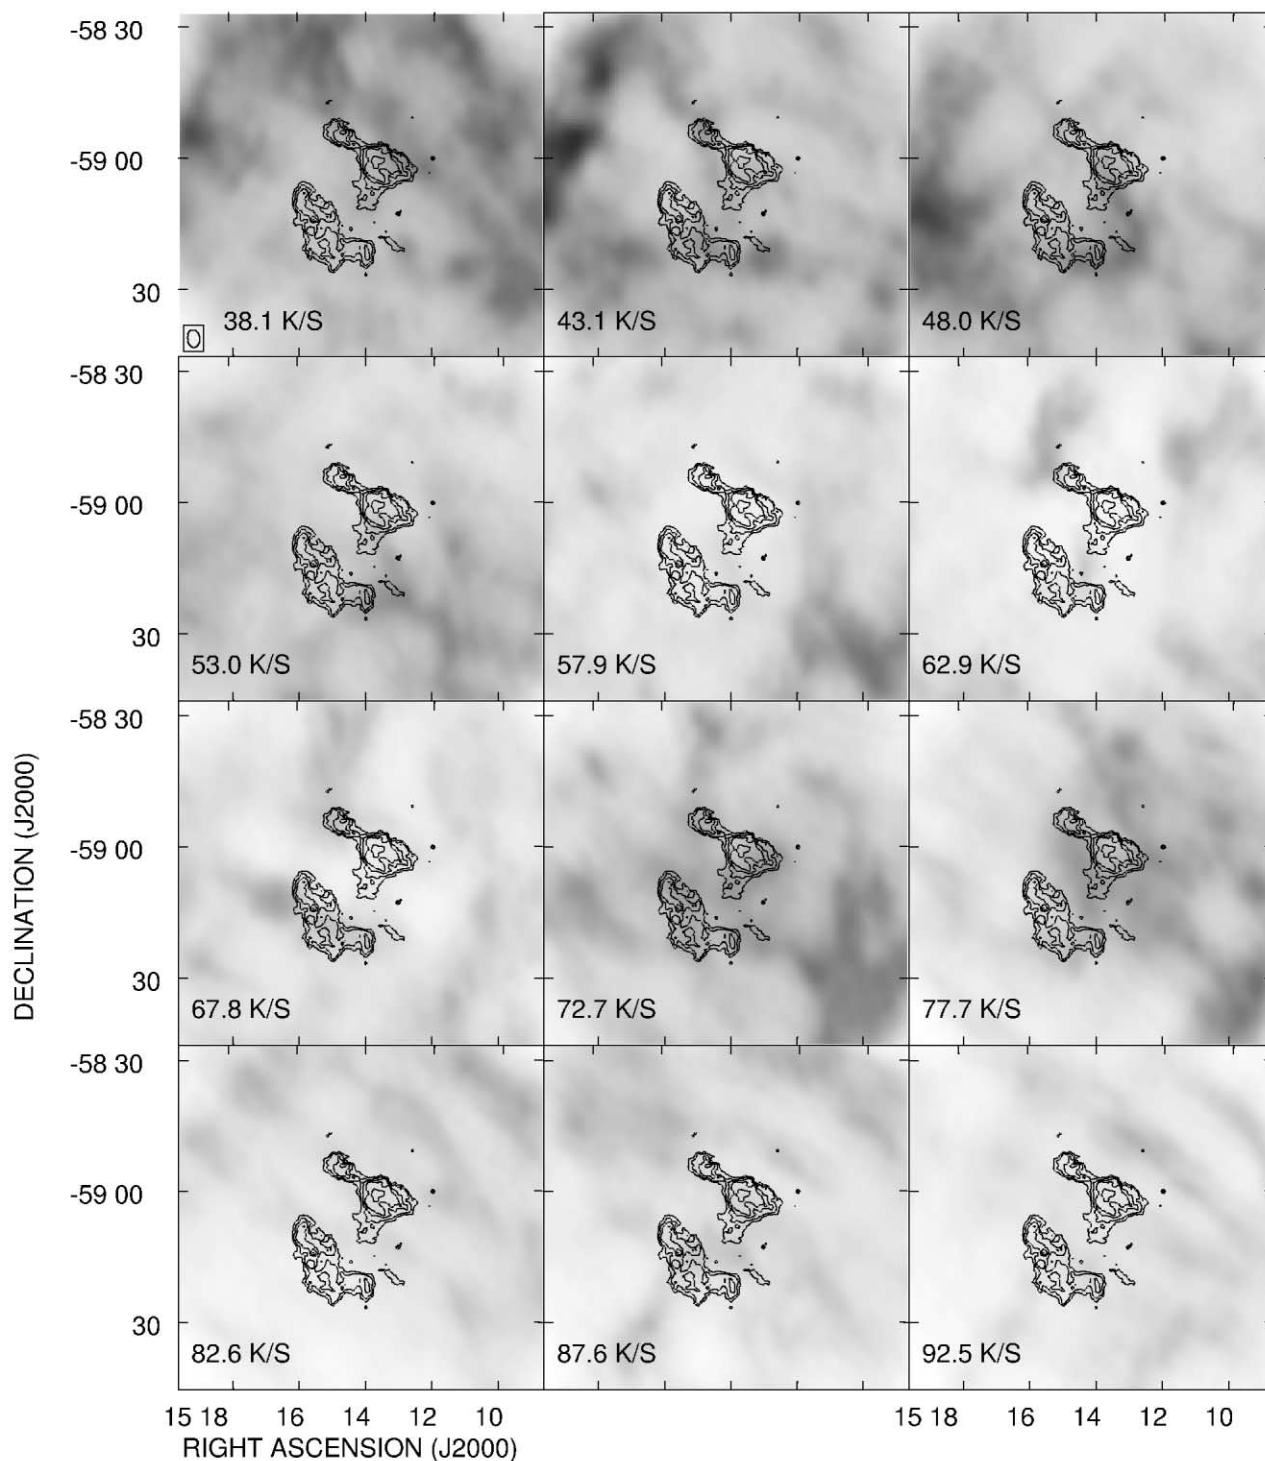 -58 30
-59 00
30
38.1 K/S
43.1 K/S
48.0 K/S
-58 30
-59 00
30
53.0 K/S
57.9 K/S
62.9 K/S
DECLINATION (J2000)
-58 30
-59 00
30
67.8 K/S
72.7 K/S
77.7 K/S
-58 30
-59 00
30
82.6 K/S
87.6 K/S
92.5 K/S
15 18 16 14 12 10 15 18 16 14 12 10
RIGHT ASCENSION (J2000)